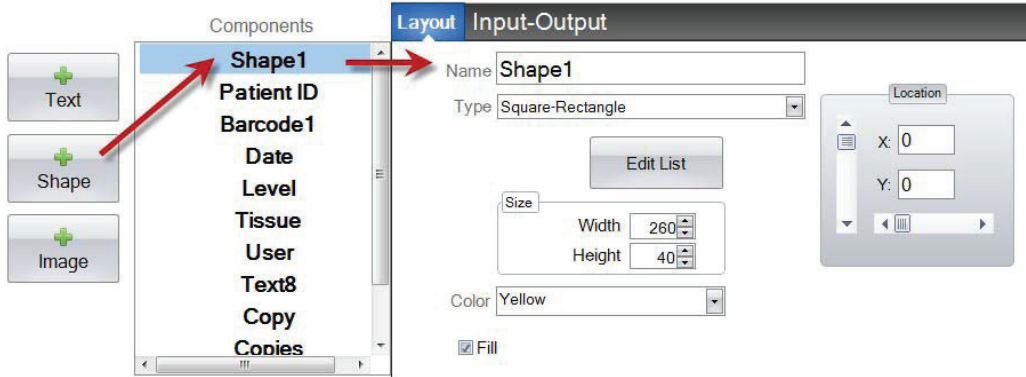 Components
Text
Shape
Image
Shape1
Patient ID
Barcode1
Date
Level
Tissue
User
Text8
Copy
Copies
Layout Input-Output
Name Shape1
Type Square-Rectangle
Edit List
Size
Width 260
Height 40
Color Yellow
Fill
Location
X: 0
Y: 0